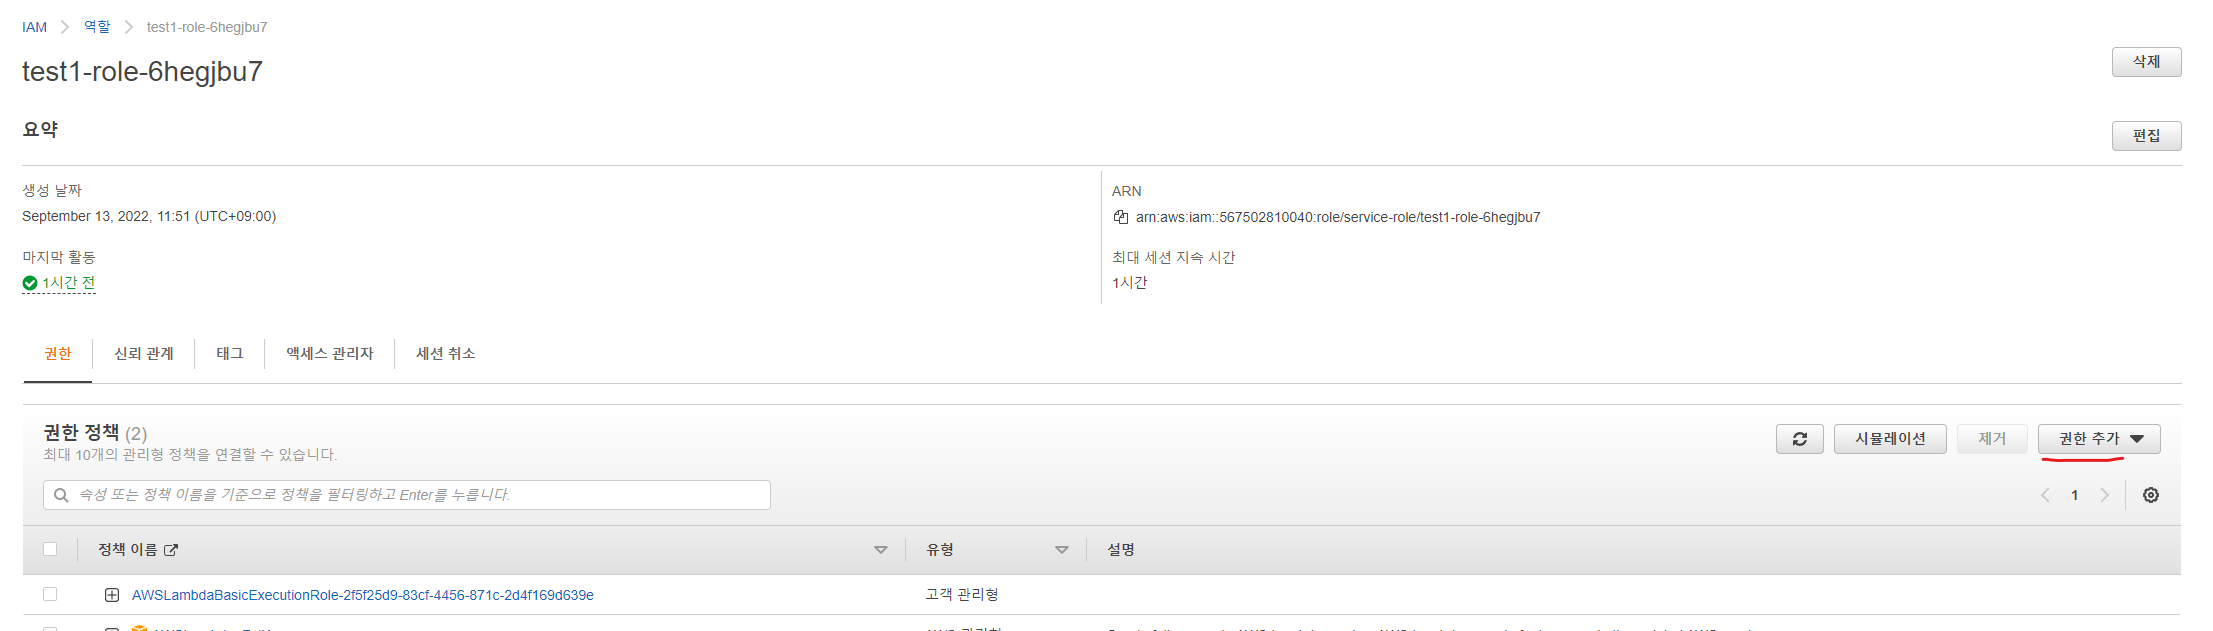 IAM 역할 test1-role-6hegjbu7
test1-role-6hegjbu7
삭제
요약
편집
생성 날짜
September 13, 2022, 11:51 (UTC+09:00)
ARN
arn:aws:iam::567502810040:role/service-role/test1-role-6hegjbu7
마지막 활동
1시간 전
최대 세션 지속 시간
1시간
권한 신뢰 관계 태그 액세스 관리자 세션 취소
권한 정책 (2)
최대 10개의 관리형 정책을 연결할 수 있습니다.
시뮬레이션 제거 권한 추가
속성 또는 정책 이름을 기준으로 정책을 필터링하고 Enter를 누릅니다.
1
정책 이름 유형 설명
AWSLambdaBasicExecutionRole-2f5f25d9-83cf-4456-871c-2d4f169d639e 고객 관리형